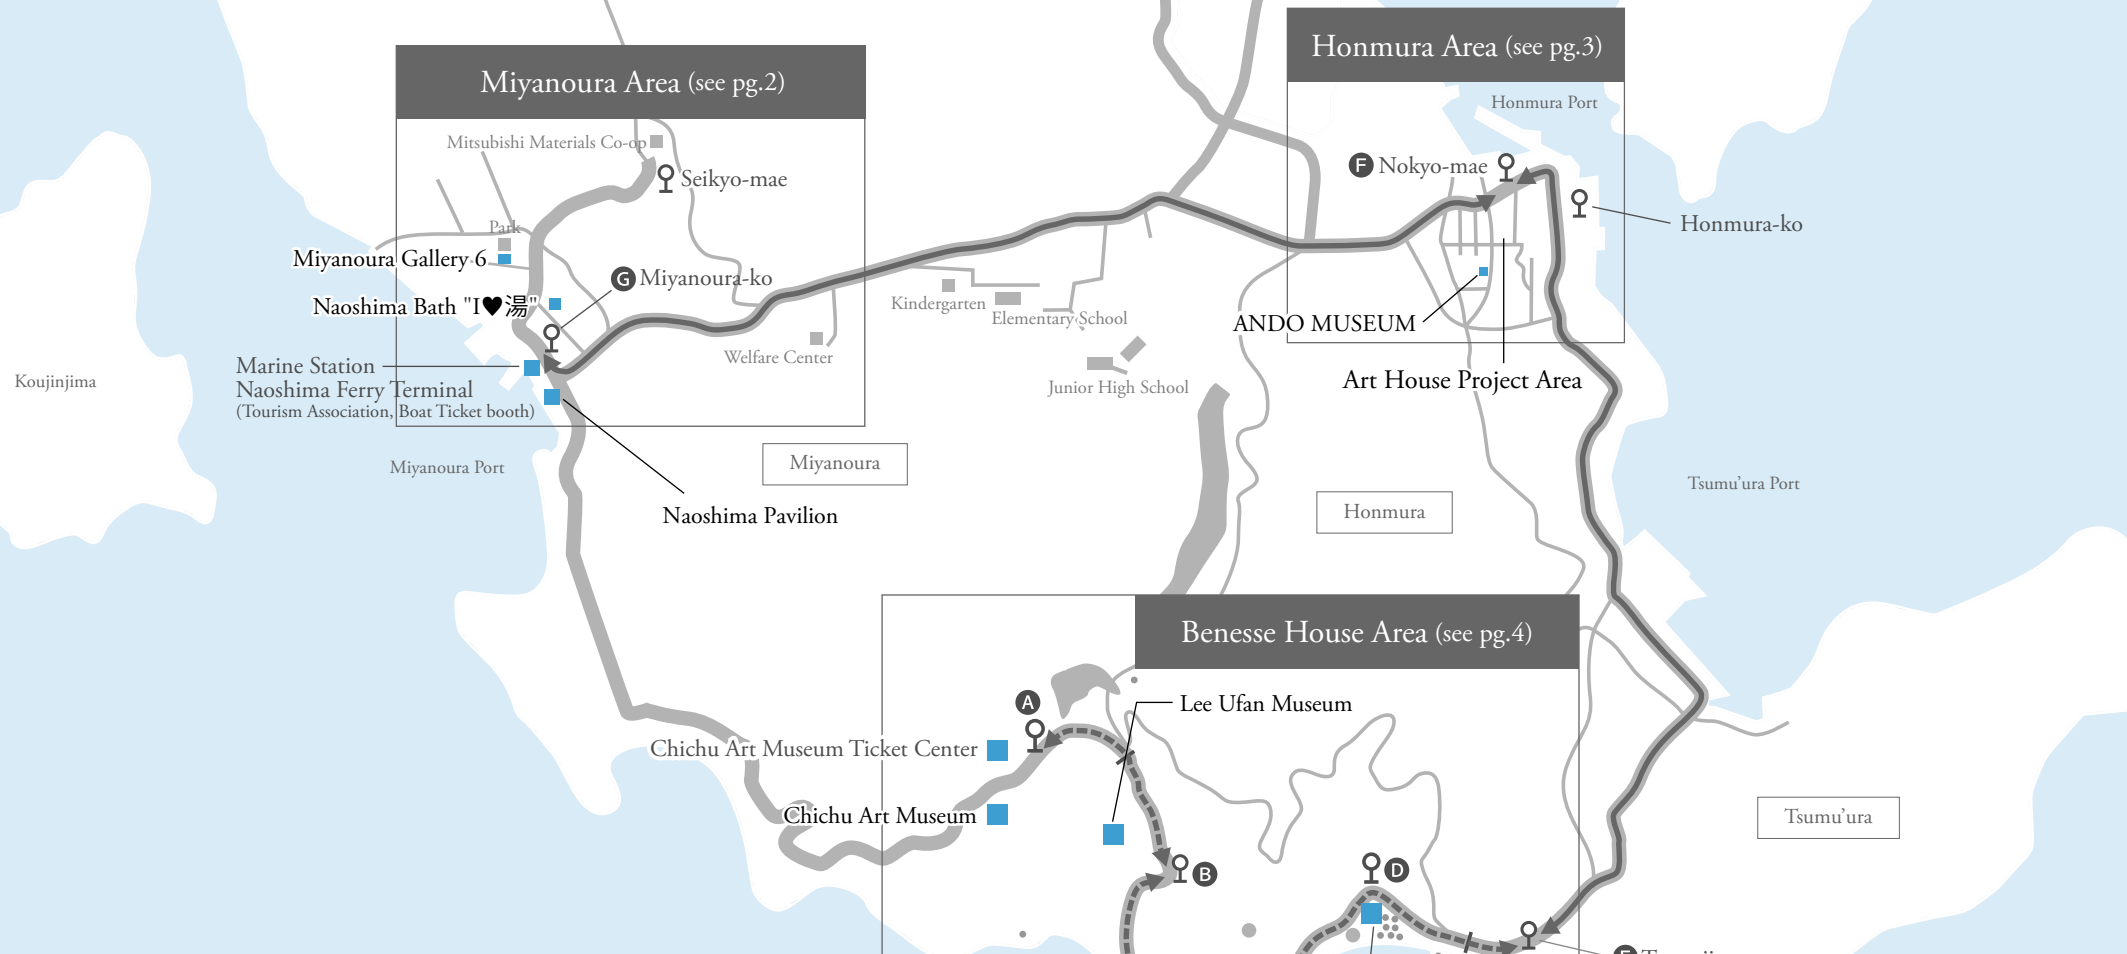 Miyanoura Area (see pg.2)
Honmura Area (see pg.3)
Honmura Port
Mitsubishi Materials Co-op
Seikyo-mae
F Nokyo-mae
Honmura-ko
Park
Miyanoura Gallery 6
G Miyanoura-ko
Naoshima Bath "I♥湯"
Kindergarten
Elementary School
ANDO MUSEUM
Welfare Center
Marine Station
Naoshima Ferry Terminal
(Tourism Association, Boat Ticket booth)
Koujinjima
Junior High School
Art House Project Area
Miyanoura Port
Miyanoura
Tsumu'ura Port
Naoshima Pavilion
Honmura
Benesse House Area (see pg.4)
A
Lee Ufan Museum
Chichu Art Museum Ticket Center
Chichu Art Museum
Tsumu'ura
B
D